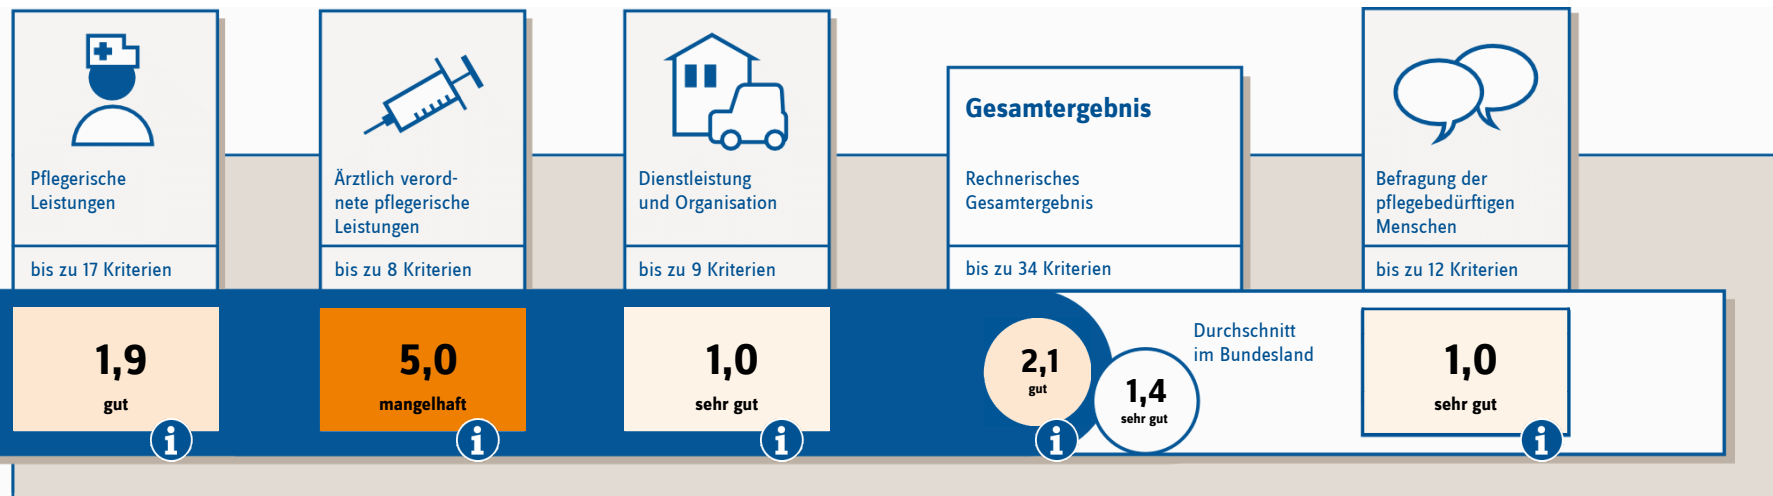 Pflegerische
Leistungen
bis zu 17 Kriterien
1,9
gut
i
Ärztlich verord-
nete pflegerische
Leistungen
bis zu 8 Kriterien
5,0
mangelhaft
i
Dienstleistung
und Organisation
bis zu 9 Kriterien
1,0
sehr gut
i
Gesamtergebnis
Rechnerisches
Gesamtergebnis
bis zu 34 Kriterien
2,1
gut
i
1,4
sehr gut
Durchschnitt
im Bundesland
Befragung der
pflegebedürftigen
Menschen
bis zu 12 Kriterien
1,0
sehr gut
i